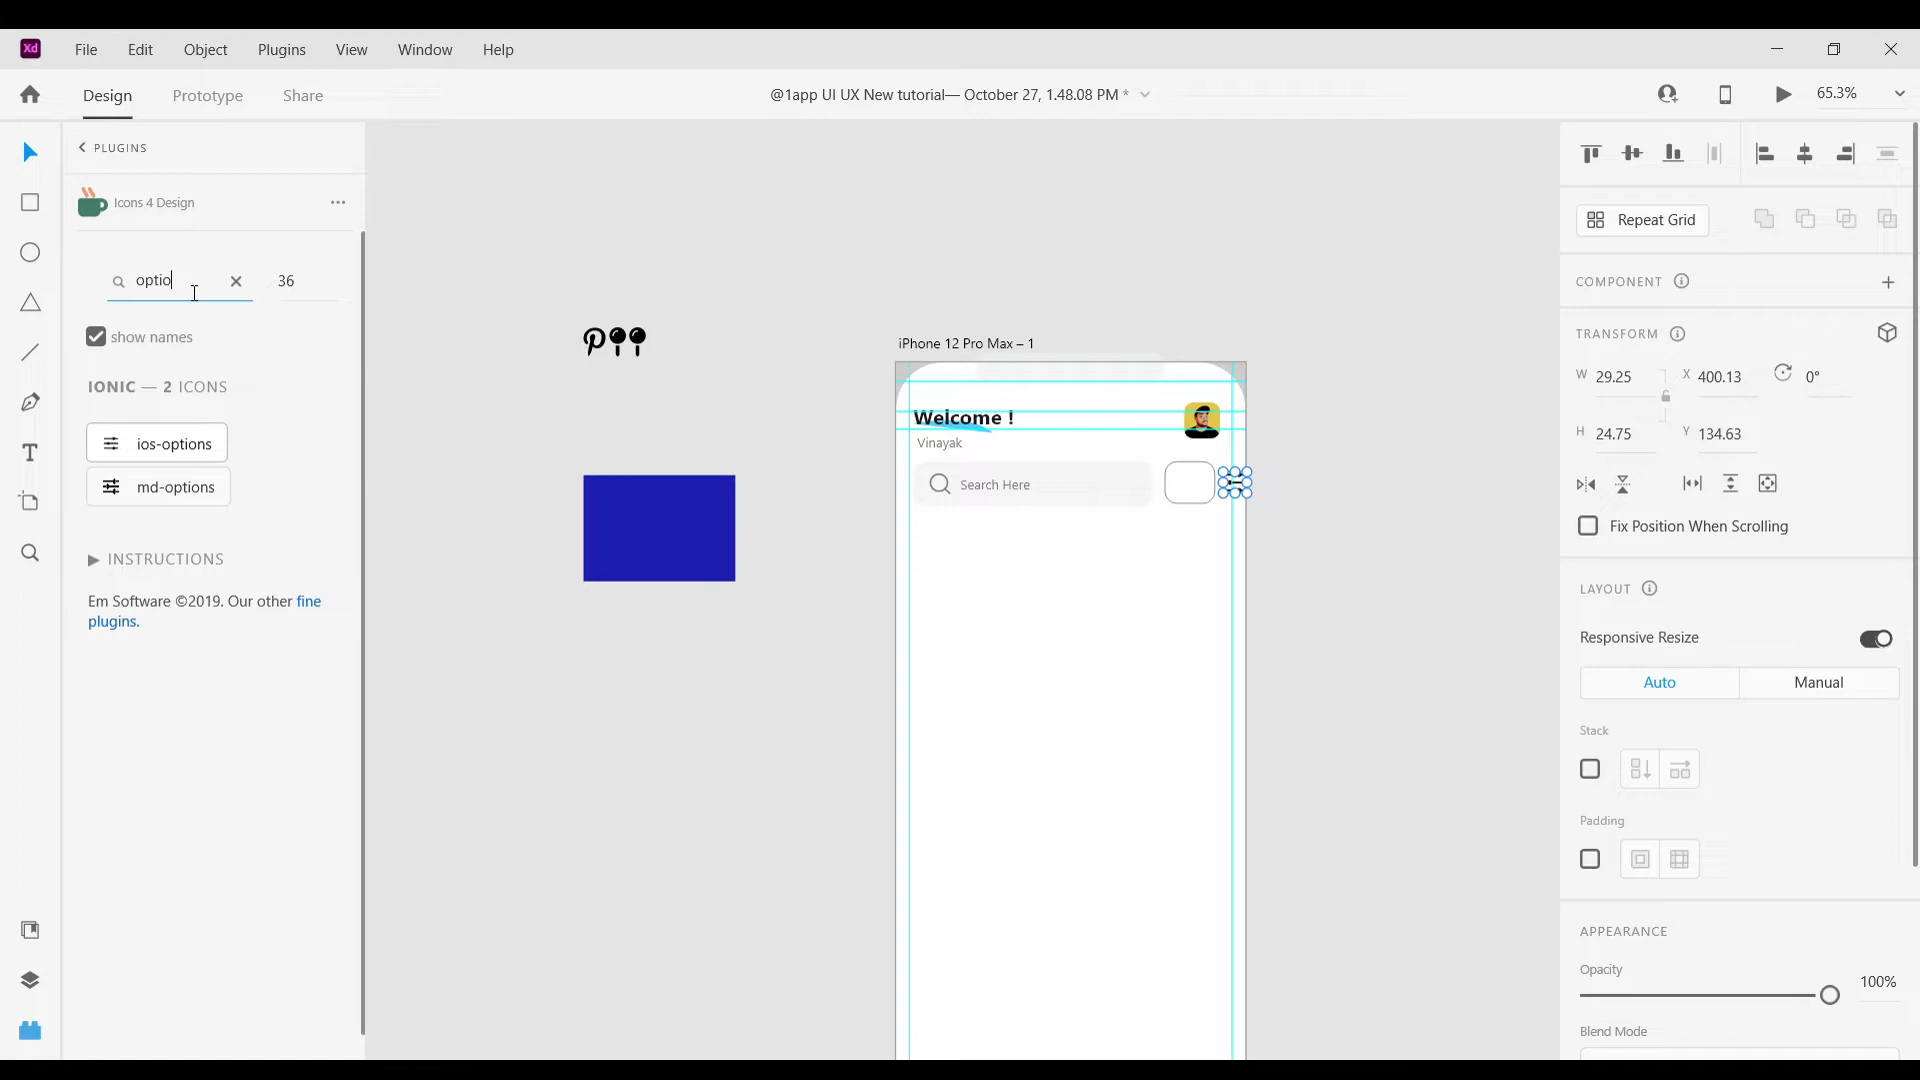 Xd File Edit Object Plugins View Window Help
Design Prototype Share
@1app UI UX New tutorial— October 27, 1.48.08 PM *
65.3%
PLUGINS
Icons 4 Design
optio
36
show names
IONIC — 2 ICONS
ios-options
md-options
INSTRUCTIONS
Em Software ©2019. Our other fine
plugins.
iPhone 12 Pro Max – 1
Welcome !
Vinayak
Search Here
Repeat Grid
COMPONENT
TRANSFORM
W 29.25 X 400.13 0°
H 24.75 Y 134.63
Fix Position When Scrolling
LAYOUT
Responsive Resize
Auto Manual
Stack
Padding
APPEARANCE
Opacity
100%
Blend Mode